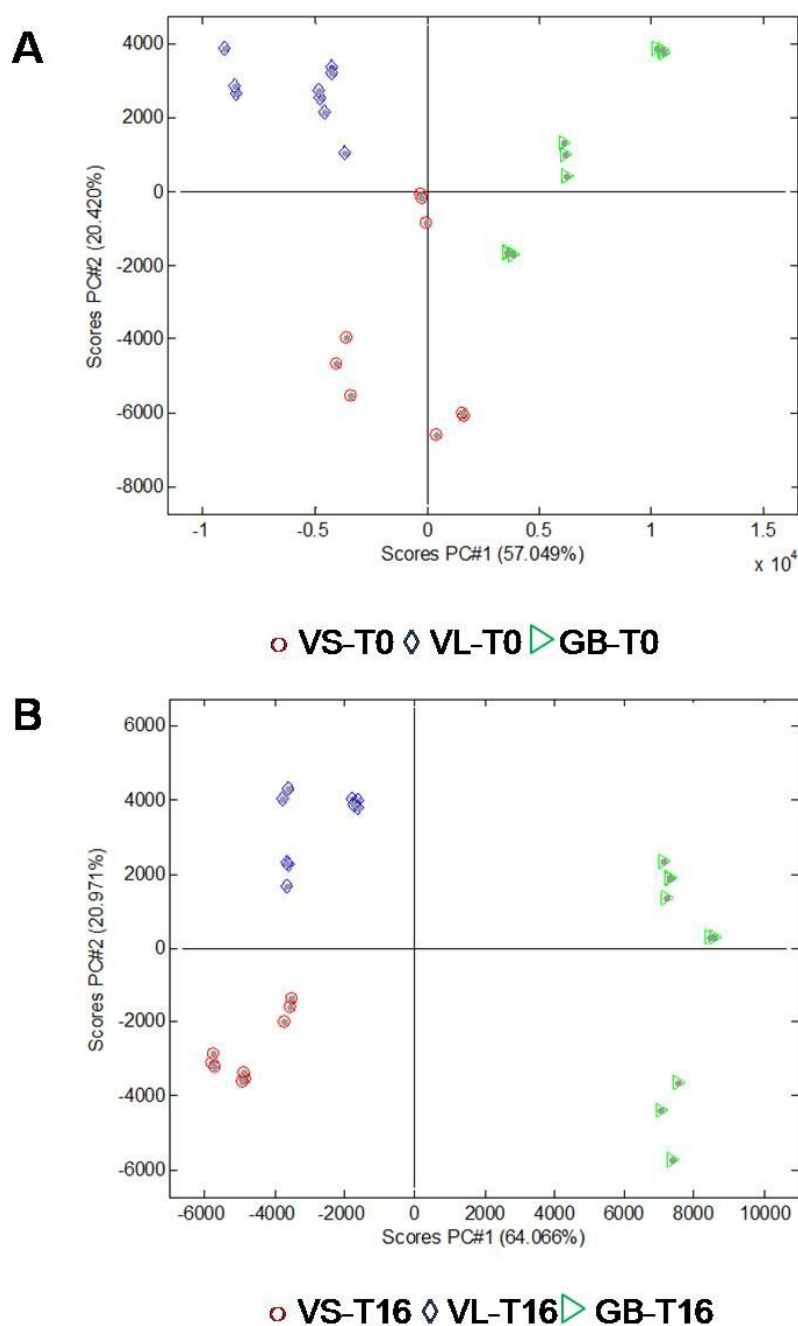 A
4000
2000
0
-2000
-4000
-6000
-8000
Scores PC#2 (20.420%)
-1 -0.5 0 0.5 1 1.5
Scores PC#1 (57.049%)
x 10⁴
VS-T0 VL-T0 GB-T0
B
6000
4000
2000
0
-2000
-4000
-6000
Scores PC#2 (20.971%)
-6000 -4000 -2000 0 2000 4000 6000 8000 10000
Scores PC#1 (64.066%)
VS-T16 VL-T16 GB-T16